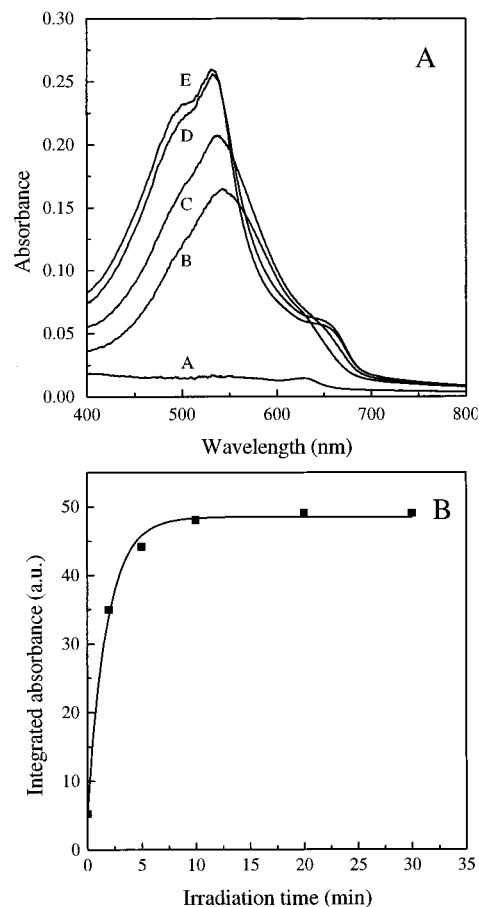 A
0.30
0.25
0.20
0.15
0.10
0.05
0.00
E
D
C
B
A
400 500 600 700 800
Absorbance
Wavelength (nm)
B
50
40
30
20
10
0
0 5 10 15 20 25 30 35
Integrated absorbance (a.u.)
Irradiation time (min)